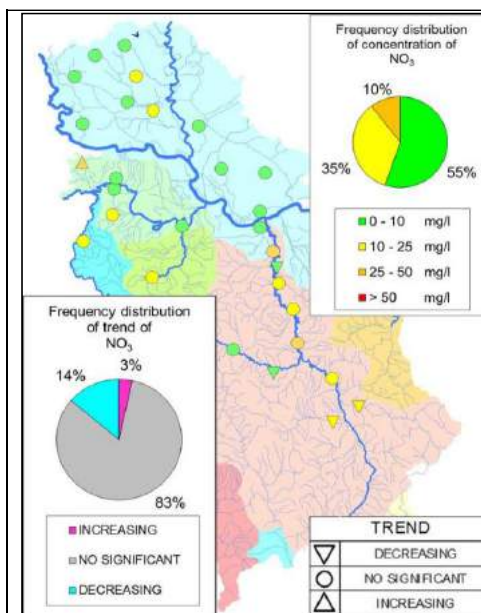 Frequency distribution
of concentration of
NO₃
10%
35%
55%
0 - 10 mg/l
10 - 25 mg/l
25 - 50 mg/l
> 50 mg/l
Frequency distribution
of trend of
NO₃
14%
3%
83%
INCREASING
NO SIGNIFICANT
DECREASING
TREND
DECREASING
NO SIGNIFICANT
INCREASING